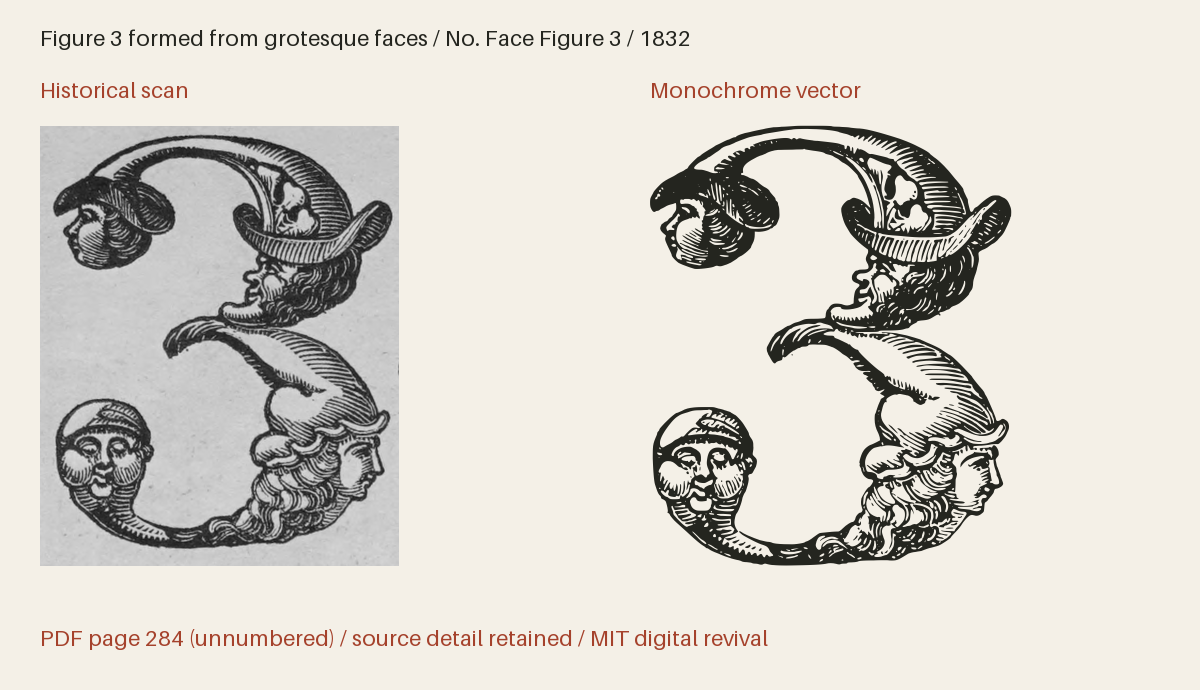 Figure 3 formed from grotesque faces / No. Face Figure 3 / 1832
Historical scan
Monochrome vector
PDF page 284 (unnumbered) / source detail retained / MIT digital revival